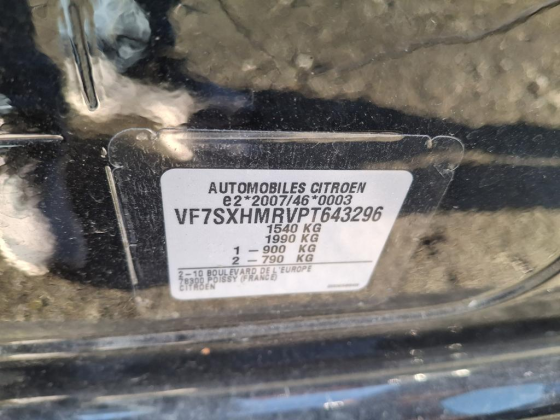 AUTOMOBILES CITROEN
e2*2007/46*0003
VF7SXHMRVPT643296
1540 KG
1990 KG
1 - 900 KG
2 - 790 KG
2-10 BOULEVARD DE L'EUROPE
78300 POISSY (FRANCE)
CITROEN